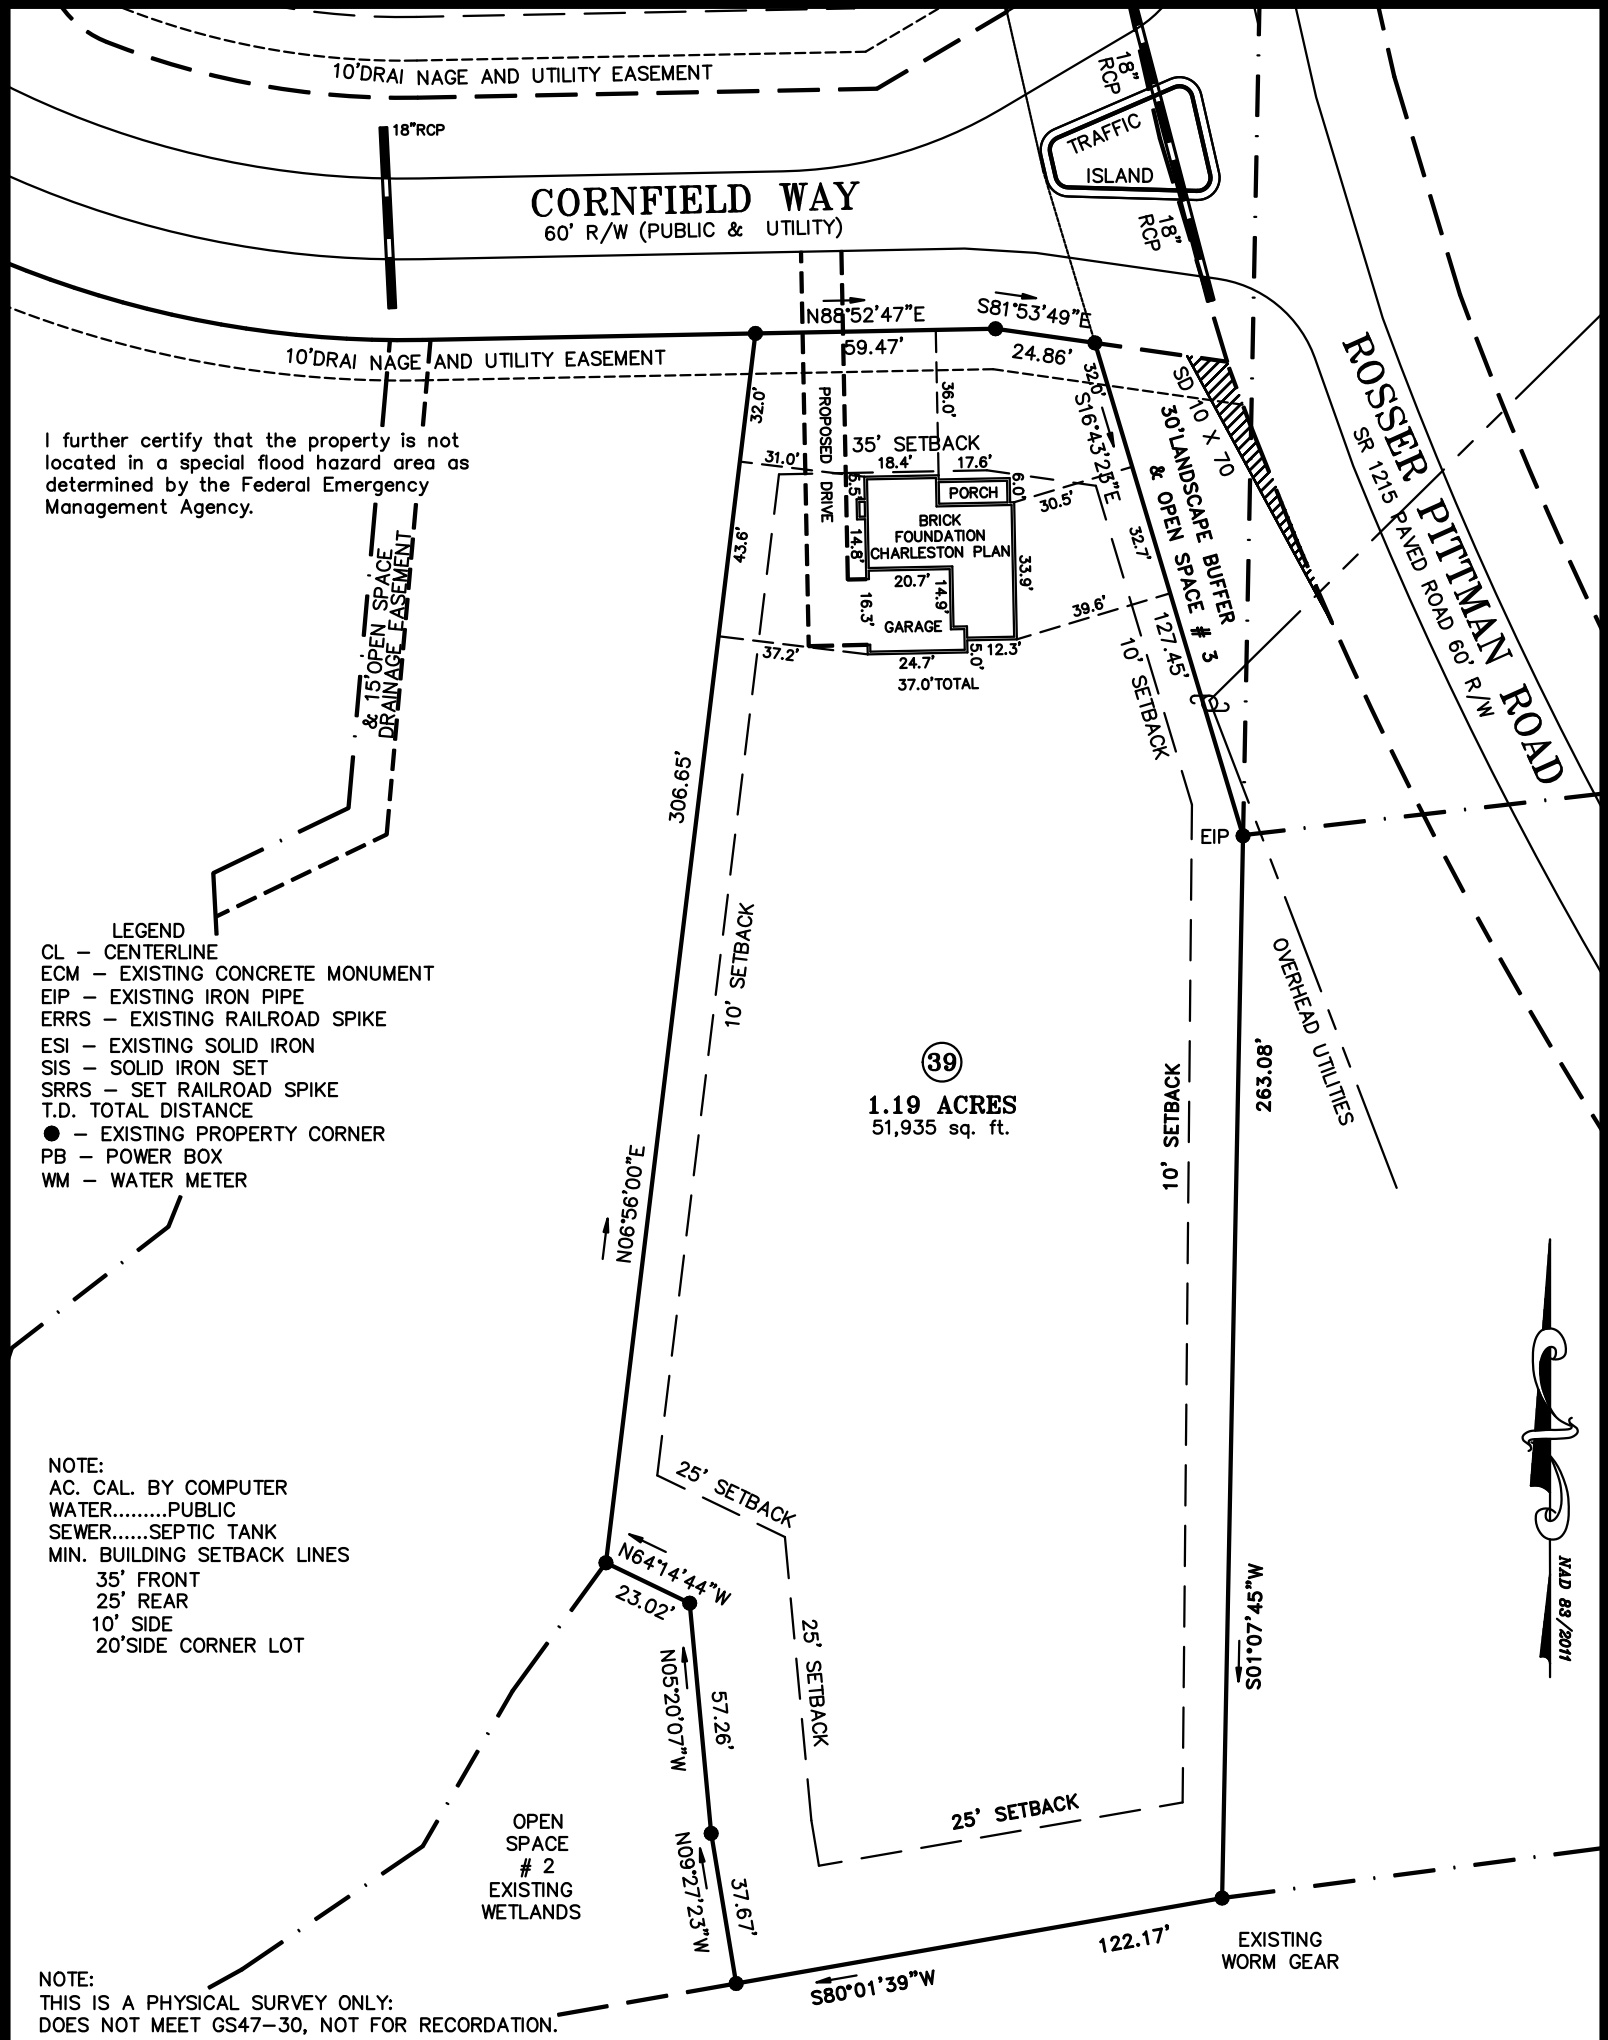 10'DRAI NAGE AND UTILITY EASEMENT
18"RCP
18"
RCP
TRAFFIC
ISLAND
18"
RCP
CORNFIELD WAY
60' R/W (PUBLIC & UTILITY)
N88°52'47"E
59.47'
S81°53'49"E
24.86'
10'DRAI NAGE AND UTILITY EASEMENT
I further certify that the property is not
located in a special flood hazard area as
determined by the Federal Emergency
Management Agency.
& 15'OPEN SPACE
DRAINAGE EASEMENT
32.0'
PROPOSED DRIVE
36.0'
32.0'
S16°43'23"E
SD 10 X 70
30'LANDSCAPE BUFFER
& OPEN SPACE # 3
ROSSER PITTMAN ROAD
SR 1215 PAVED ROAD 60' R/W
35' SETBACK
31.0'
18.4'
17.6'
6.5'
6.0'
PORCH
30.5'
BRICK
FOUNDATION
CHARLESTON PLAN
14.8'
43.6'
33.9'
32.7'
20.7'
14.9'
16.3'
GARAGE
39.6'
127.45'
37.2'
24.7'
5.0'
12.3'
37.0'TOTAL
10' SETBACK
306.65'
EIP
10' SETBACK
OVERHEAD UTILITIES
LEGEND
CL – CENTERLINE
ECM – EXISTING CONCRETE MONUMENT
EIP – EXISTING IRON PIPE
ERRS – EXISTING RAILROAD SPIKE
ESI – EXISTING SOLID IRON
SIS – SOLID IRON SET
SRRS – SET RAILROAD SPIKE
T.D. TOTAL DISTANCE
● – EXISTING PROPERTY CORNER
PB – POWER BOX
WM – WATER METER
39
1.19 ACRES
51,935 sq. ft.
10' SETBACK
263.08'
N06°56'00"E
NAD 83/2011
NOTE:
AC. CAL. BY COMPUTER
WATER.........PUBLIC
SEWER......SEPTIC TANK
MIN. BUILDING SETBACK LINES
35' FRONT
25' REAR
10' SIDE
20'SIDE CORNER LOT
25' SETBACK
N64°14'44"W
23.02'
S01°07'45"W
25' SETBACK
N05°20'07"W
57.26'
25' SETBACK
OPEN
SPACE
# 2
EXISTING
WETLANDS
N09°27'23"W
37.67'
122.17'
S80°01'39"W
EXISTING
WORM GEAR
NOTE:
THIS IS A PHYSICAL SURVEY ONLY:
DOES NOT MEET GS47–30, NOT FOR RECORDATION.